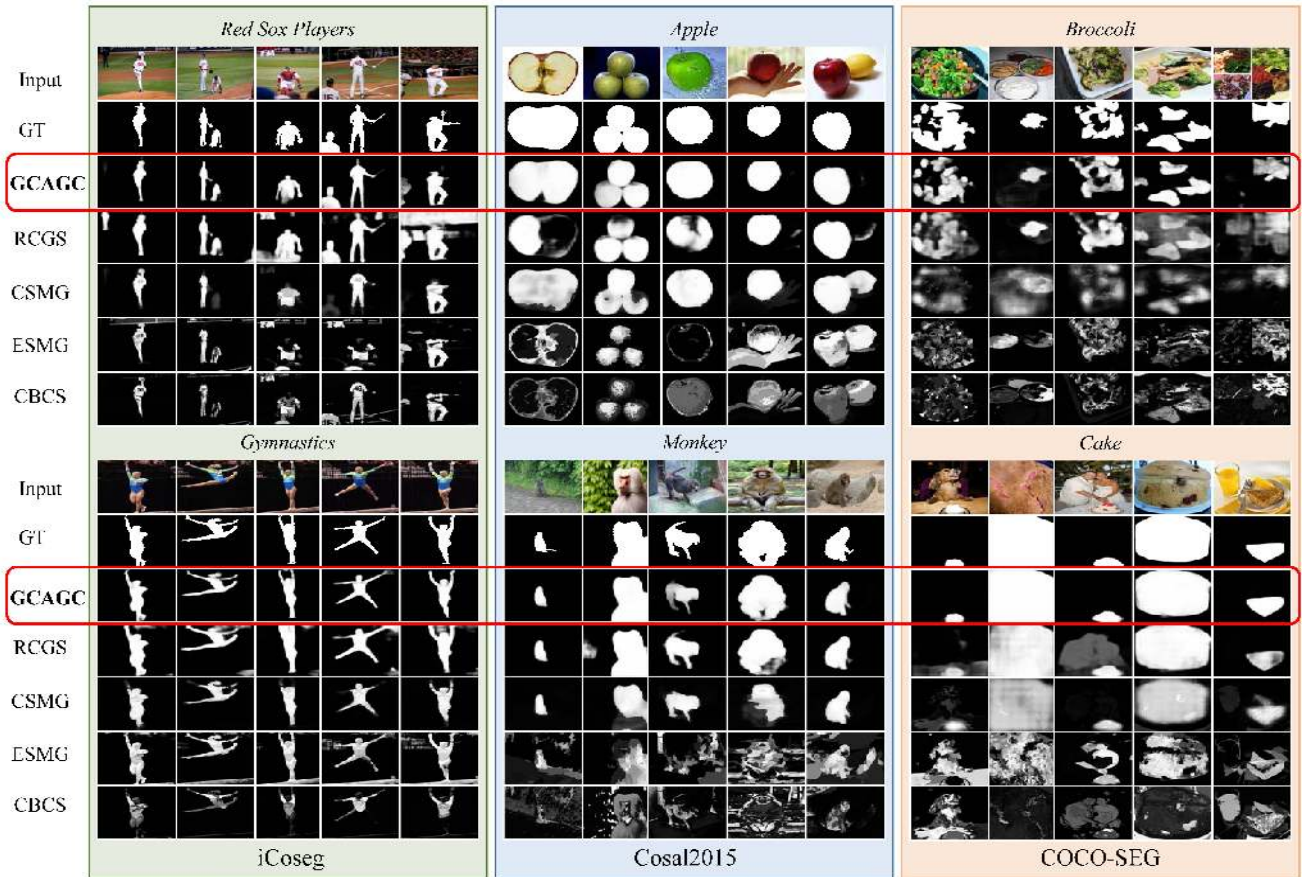 Red Sox Players Apple Broccoli
Input
GT
GCAGC
RCGS
CSMG
ESMG
CBCS
Gymnastics Monkey Cake
Input
GT
GCAGC
RCGS
CSMG
ESMG
CBCS
iCoseg Cosal2015 COCO-SEG